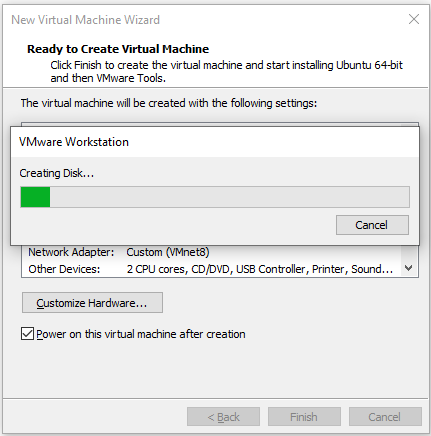 New Virtual Machine Wizard
Ready to Create Virtual Machine
Click Finish to create the virtual machine and start installing Ubuntu 64-bit
and then VMware Tools.
The virtual machine will be created with the following settings:
VMware Workstation
Creating Disk...
Cancel
Network Adapter: Custom (VMnet8)
Other Devices: 2 CPU cores, CD/DVD, USB Controller, Printer, Sound...
Customize Hardware...
Power on this virtual machine after creation
< Back Finish Cancel